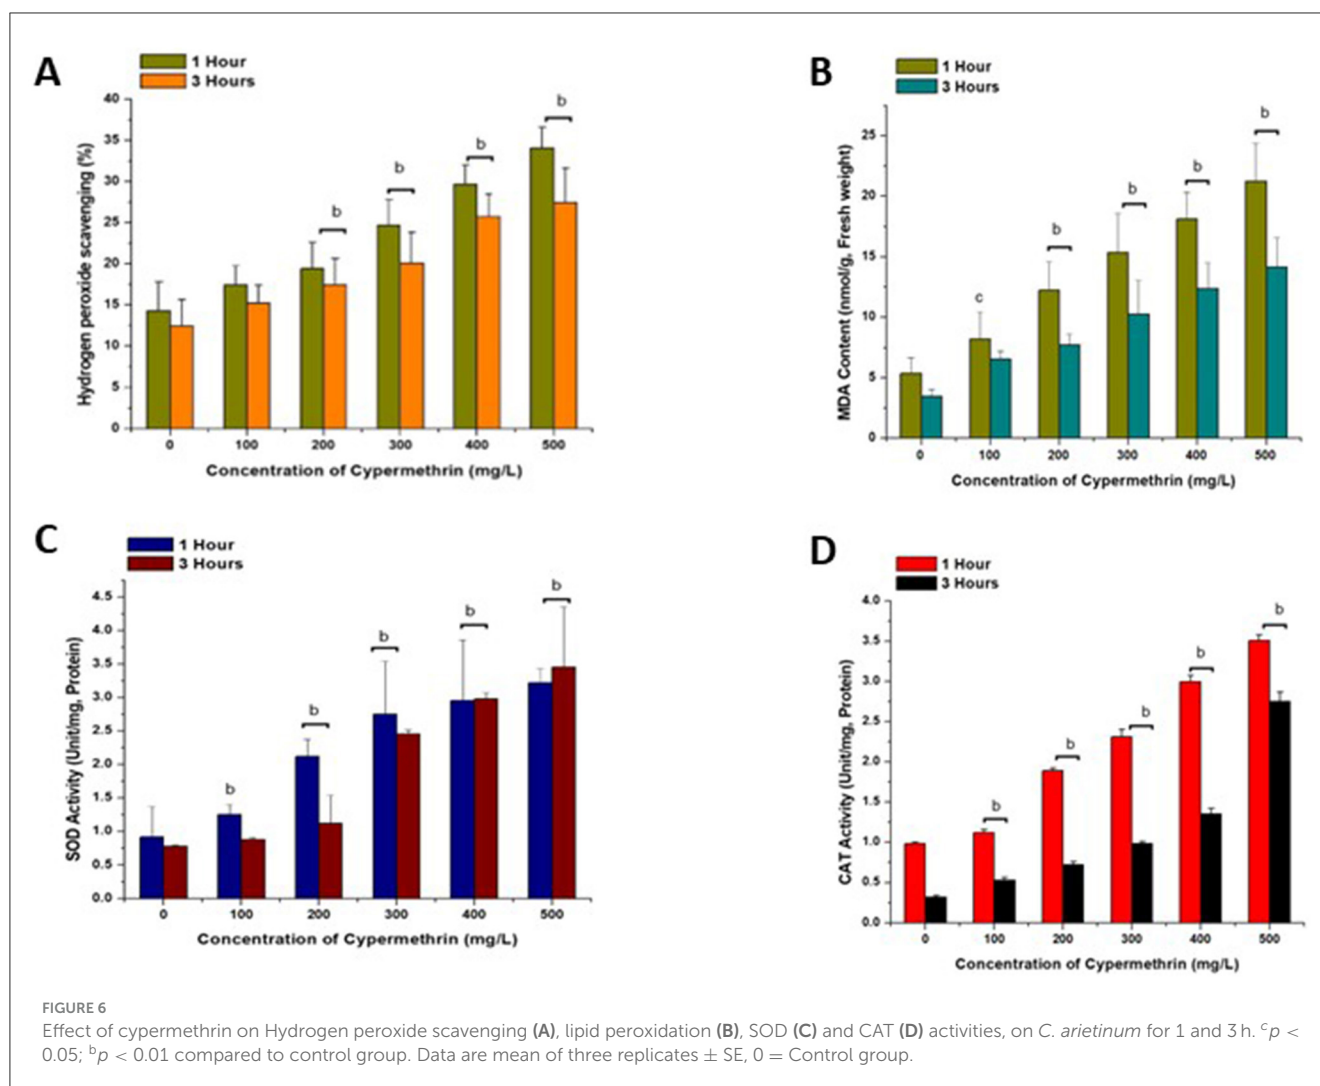 A
1 Hour
3 Hours
b
b
b
b
40
35
30
25
20
15
10
5
0
Hydrogen peroxide scavenging (%)
0 100 200 300 400 500
Concentration of Cypermethrin (mg/L)
B
1 Hour
3 Hours
c
b
b
b
b
25
20
15
10
5
0
MDA Content (nmol/g, Fresh weight)
0 100 200 300 400 500
Concentration of Cypermethrin (mg/L)
C
1 Hour
3 Hours
b
b
b
b
b
4.5
4.0
3.5
3.0
2.5
2.0
1.5
1.0
0.5
0.0
SOD Activity (Unit/mg, Protein)
0 100 200 300 400 500
Concentration of Cypermethrin (mg/L)
D
1 Hour
3 Hours
b
b
b
b
b
4.0
3.5
3.0
2.5
2.0
1.5
1.0
0.5
0.0
CAT Activity (Unit/mg, Protein)
0 100 200 300 400 500
Concentration of Cypermethrin (mg/L)
FIGURE 6
Effect of cypermethrin on Hydrogen peroxide scavenging (A), lipid peroxidation (B), SOD (C) and CAT (D) activities, on C. arietinum for 1 and 3 h. ᶜp <
0.05; ᵇp < 0.01 compared to control group. Data are mean of three replicates ± SE, 0 = Control group.